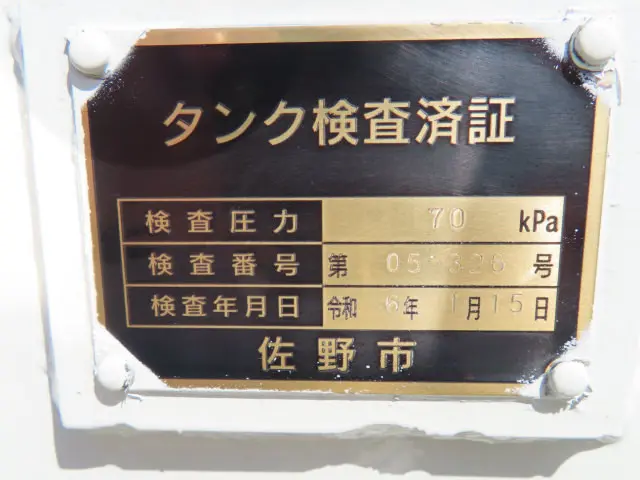 タンク検査済証
検査圧力 70 kPa
検査番号 第 05-326 号
検査年月日 令和 6年 1月15日
佐野市